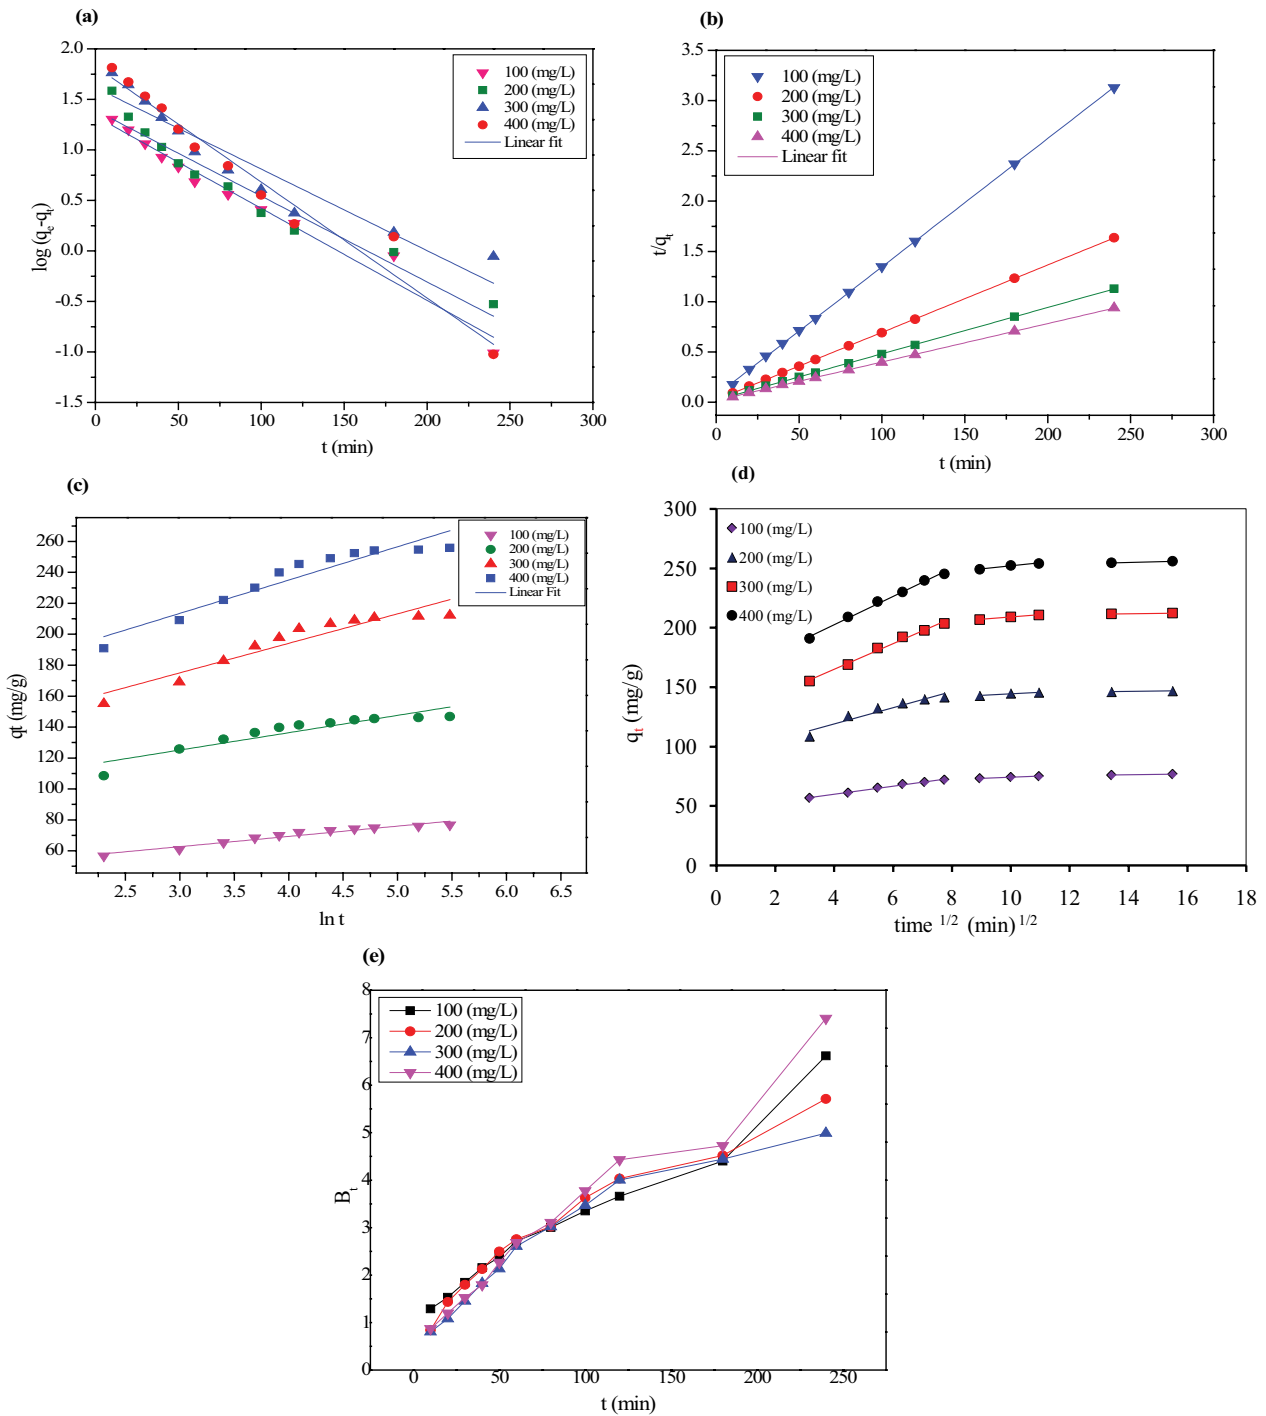 (a)
2.0
1.5
1.0
0.5
0.0
-0.5
-1.0
-1.5
log (qe-qt)
100 (mg/L)
200 (mg/L)
300 (mg/L)
400 (mg/L)
Linear fit
0 50 100 150 200 250 300
t (min)
(b)
3.5
3.0
2.5
2.0
1.5
1.0
0.5
0.0
t/qt
100 (mg/L)
200 (mg/L)
300 (mg/L)
400 (mg/L)
Linear fit
0 50 100 150 200 250 300
t (min)
(c)
260
240
220
200
180
160
140
120
100
80
60
qt (mg/g)
100 (mg/L)
200 (mg/L)
300 (mg/L)
400 (mg/L)
Linear Fit
2.5 3.0 3.5 4.0 4.5 5.0 5.5 6.0 6.5
ln t
(d)
300
250
200
150
100
50
0
qt (mg/g)
100 (mg/L)
200 (mg/L)
300 (mg/L)
400 (mg/L)
0 2 4 6 8 10 12 14 16 18
time 1/2 (min) 1/2
(e)
8
7
6
5
4
3
2
1
0
Bt
100 (mg/L)
200 (mg/L)
300 (mg/L)
400 (mg/L)
0 50 100 150 200 250
t (min)